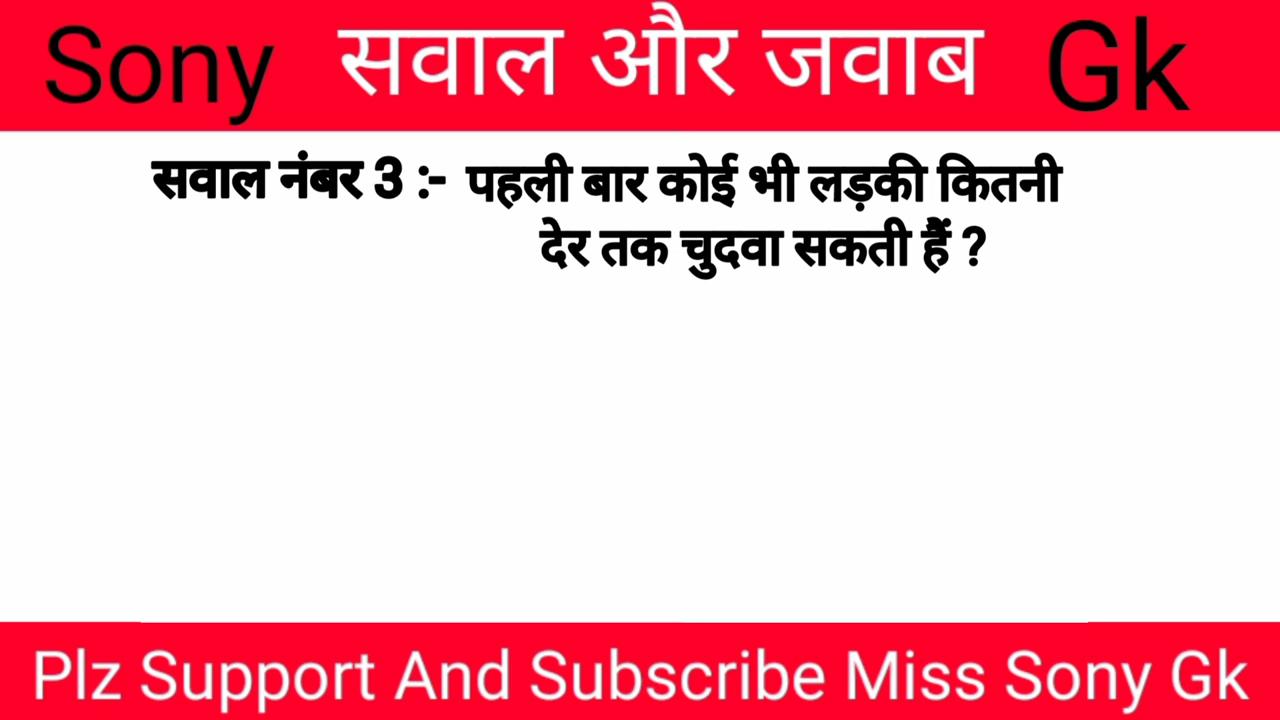 Sony सवाल और जवाब Gk
सवाल नंबर 3 :- पहली बार कोई भी लड़की कितनी
देर तक चुदवा सकती हैं ?
Plz Support And Subscribe Miss Sony Gk